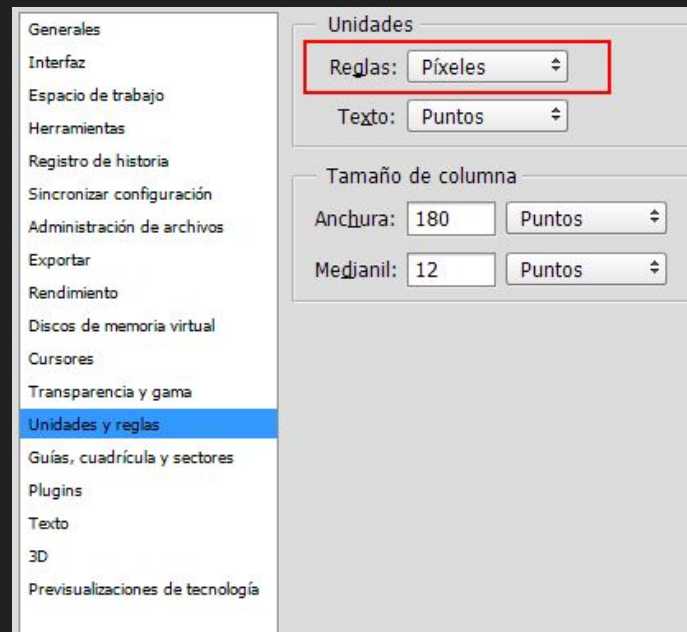 Generales
Interfaz
Espacio de trabajo
Herramientas
Registro de historia
Sincronizar configuración
Administración de archivos
Exportar
Rendimiento
Discos de memoria virtual
Cursores
Transparencia y gama
Unidades y reglas
Guías, cuadrícula y sectores
Plugins
Texto
3D
Previsualizaciones de tecnología
Unidades
Reglas: Píxeles
Texto: Puntos
Tamaño de columna
Anchura: 180 Puntos
Medianil: 12 Puntos